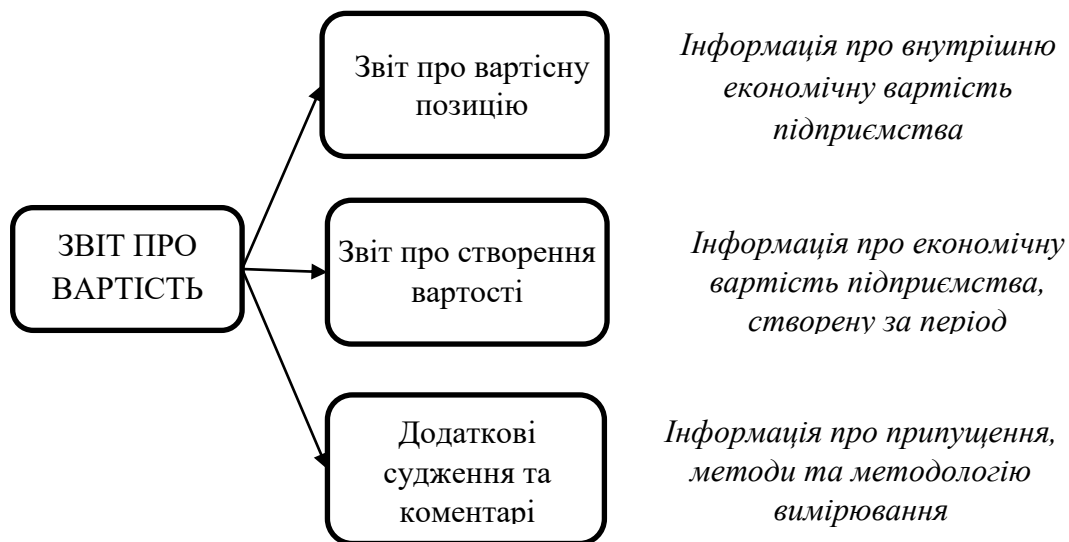 Звіт про вартісну
позицію
Інформація про внутрішню
економічну вартість
підприємства
ЗВІТ ПРО
ВАРТІСТЬ
Звіт про створення
вартості
Інформація про економічну
вартість підприємства,
створену за період
Додаткові
судження та
коментарі
Інформація про припущення,
методи та методологію
вимірювання